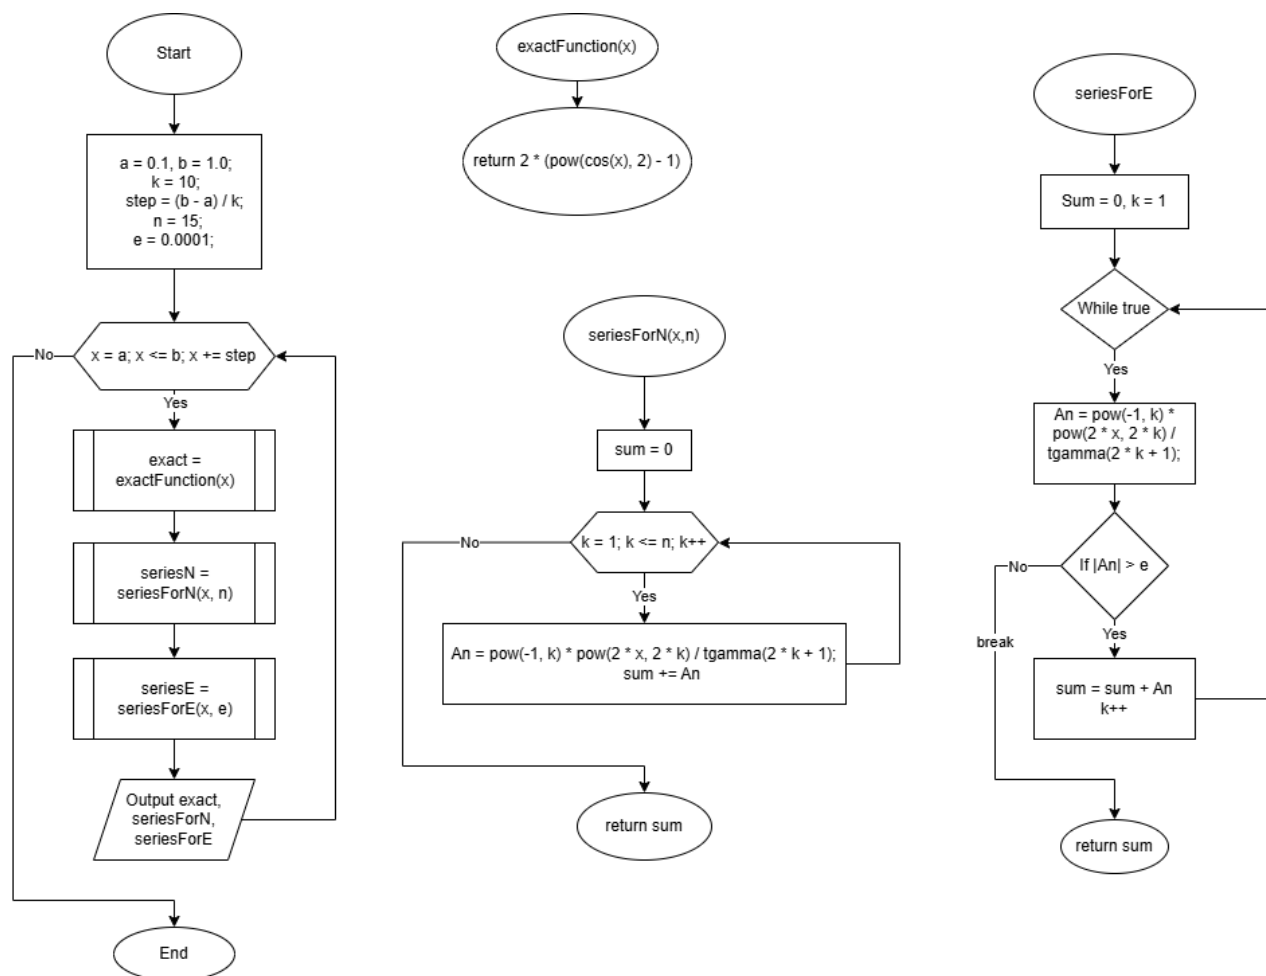 Start
a = 0.1, b = 1.0;
k = 10;
step = (b - a) / k;
n = 15;
e = 0.0001;
No
x = a; x <= b; x += step
Yes
exact =
exactFunction(x)
seriesN =
seriesForN(x, n)
seriesE =
seriesForE(x, e)
Output exact,
seriesForN,
seriesForE
End
exactFunction(x)
return 2 * (pow(cos(x), 2) - 1)
seriesForN(x,n)
sum = 0
No
k = 1; k <= n; k++
Yes
An = pow(-1, k) * pow(2 * x, 2 * k) / tgamma(2 * k + 1);
sum += An
return sum
seriesForE
Sum = 0, k = 1
While true
Yes
An = pow(-1, k) *
pow(2 * x, 2 * k) /
tgamma(2 * k + 1);
No
If |An| > e
break
Yes
sum = sum + An
k++
return sum